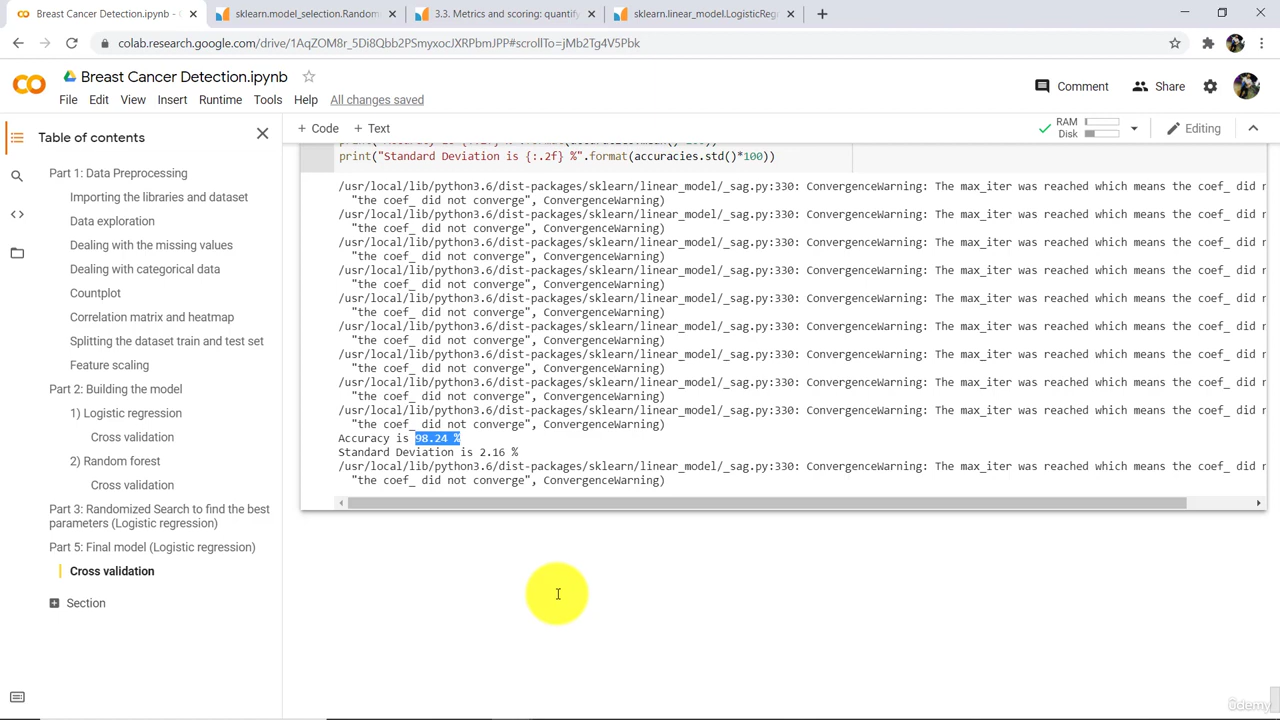 Breast Cancer Detection.ipynb -
sklearn.model_selection.Random
3.3. Metrics and scoring: quantify
sklearn.linear_model.LogisticReg
colab.research.google.com/drive/1AqZOM8r_5Di8Qbb2PSmyxocJXRPbmJPP#scrollTo=jMb2Tg4V5Pbk
Breast Cancer Detection.ipynb
Comment
Share
File Edit View Insert Runtime Tools Help All changes saved
+ Code + Text
RAM
Disk
Editing
Table of contents
Part 1: Data Preprocessing
Importing the libraries and dataset
Data exploration
Dealing with the missing values
Dealing with categorical data
Countplot
Correlation matrix and heatmap
Splitting the dataset train and test set
Feature scaling
Part 2: Building the model
1) Logistic regression
Cross validation
2) Random forest
Cross validation
Part 3: Randomized Search to find the best
parameters (Logistic regression)
Part 5: Final model (Logistic regression)
Cross validation
Section
print("Standard Deviation is {:.2f} %".format(accuracies.std()*100))
/usr/local/lib/python3.6/dist-packages/sklearn/linear_model/_sag.py:330: ConvergenceWarning: The max_iter was reached which means the coef_ did
"the coef_ did not converge", ConvergenceWarning)
/usr/local/lib/python3.6/dist-packages/sklearn/linear_model/_sag.py:330: ConvergenceWarning: The max_iter was reached which means the coef_ did
"the coef_ did not converge", ConvergenceWarning)
/usr/local/lib/python3.6/dist-packages/sklearn/linear_model/_sag.py:330: ConvergenceWarning: The max_iter was reached which means the coef_ did
"the coef_ did not converge", ConvergenceWarning)
/usr/local/lib/python3.6/dist-packages/sklearn/linear_model/_sag.py:330: ConvergenceWarning: The max_iter was reached which means the coef_ did
"the coef_ did not converge", ConvergenceWarning)
/usr/local/lib/python3.6/dist-packages/sklearn/linear_model/_sag.py:330: ConvergenceWarning: The max_iter was reached which means the coef_ did
"the coef_ did not converge", ConvergenceWarning)
/usr/local/lib/python3.6/dist-packages/sklearn/linear_model/_sag.py:330: ConvergenceWarning: The max_iter was reached which means the coef_ did
"the coef_ did not converge", ConvergenceWarning)
/usr/local/lib/python3.6/dist-packages/sklearn/linear_model/_sag.py:330: ConvergenceWarning: The max_iter was reached which means the coef_ did
"the coef_ did not converge", ConvergenceWarning)
/usr/local/lib/python3.6/dist-packages/sklearn/linear_model/_sag.py:330: ConvergenceWarning: The max_iter was reached which means the coef_ did
"the coef_ did not converge", ConvergenceWarning)
/usr/local/lib/python3.6/dist-packages/sklearn/linear_model/_sag.py:330: ConvergenceWarning: The max_iter was reached which means the coef_ did
"the coef_ did not converge", ConvergenceWarning)
Accuracy is 98.24 %
Standard Deviation is 2.16 %
/usr/local/lib/python3.6/dist-packages/sklearn/linear_model/_sag.py:330: ConvergenceWarning: The max_iter was reached which means the coef_ did
"the coef_ did not converge", ConvergenceWarning)
ûdemy